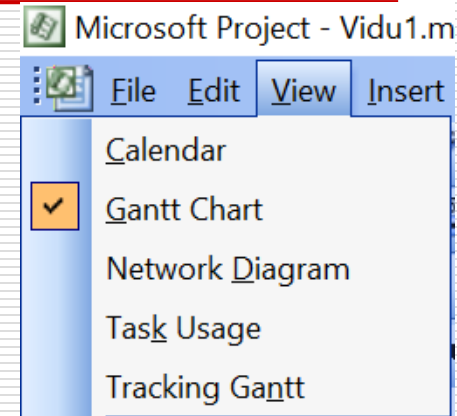 Microsoft Project - Vidu1.m
File Edit View Insert
Calendar
Gantt Chart
Network Diagram
Task Usage
Tracking Gantt